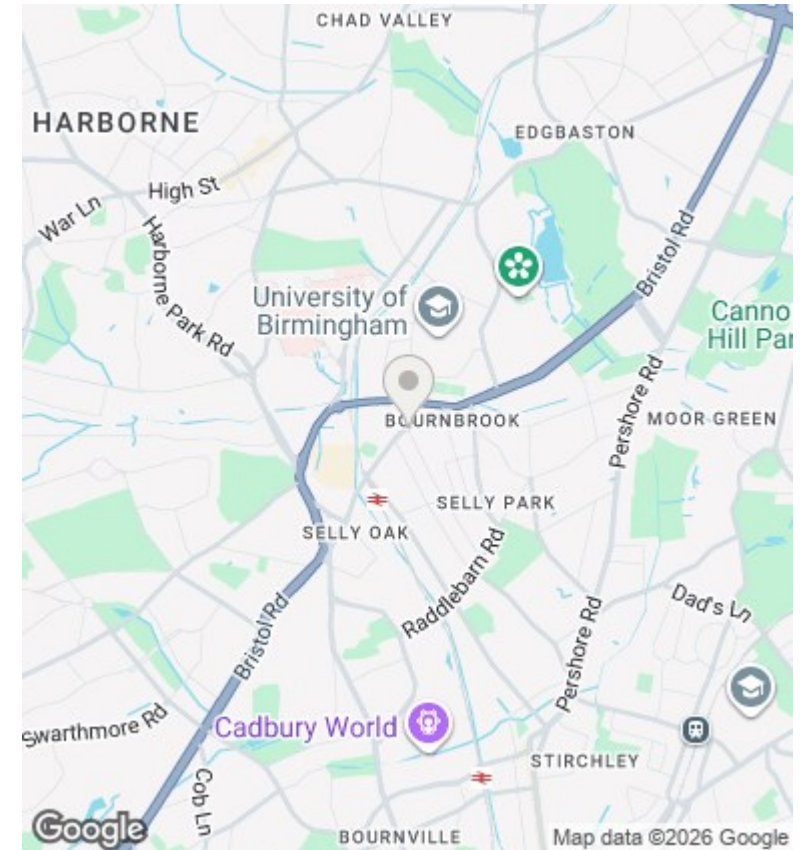 CHAD VALLEY
HARBORNE
EDGBASTON
High St
War Ln
Harborne Park Rd
Bristol Rd
University of
Birmingham
Canno
Hill Par
BOURNBROOK
MOOR GREEN
Pershore Rd
SELLY PARK
SELLY OAK
Raddlebarn Rd
Dad's Ln
Bristol Rd
Pershore Rd
Swarthmore Rd
Cadbury World
STIRCHLEY
Cob Ln
Google
BOURNVILLE
Map data ©2026 Google